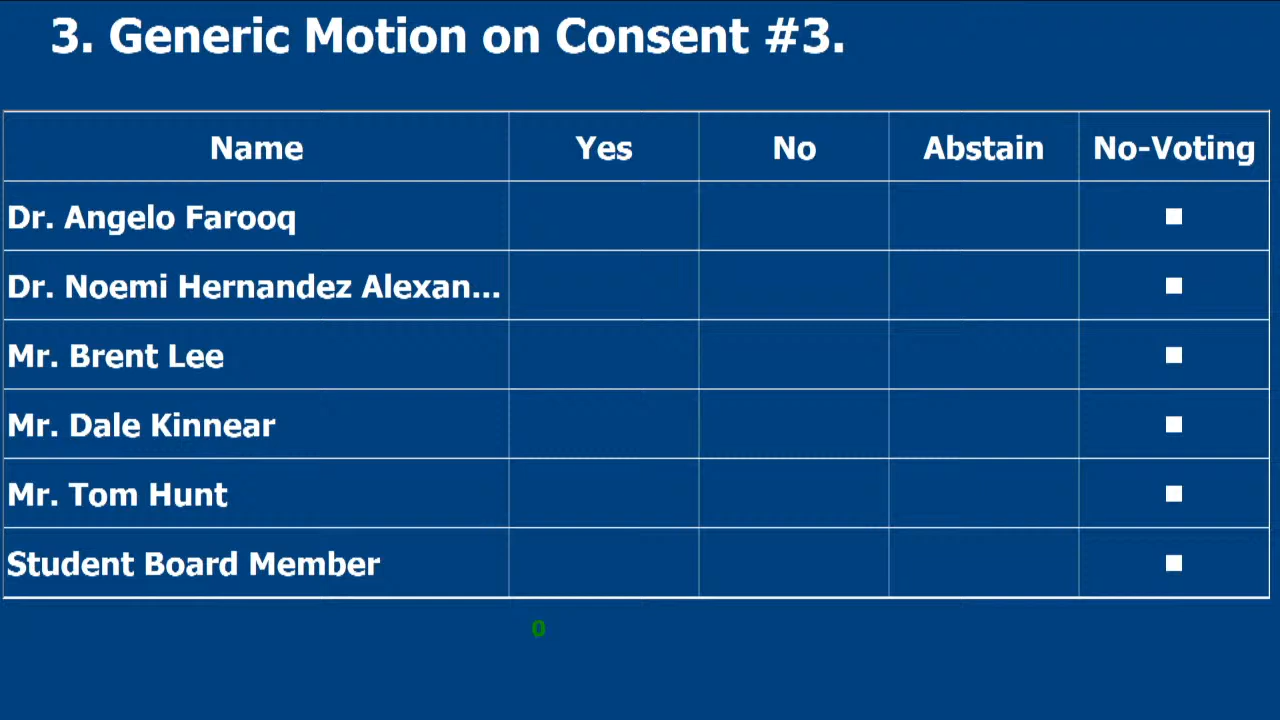 3. Generic Motion on Consent #3.
Name Yes No Abstain No-Voting
Dr. Angelo Farooq
Dr. Noemi Hernandez Alexan...
Mr. Brent Lee
Mr. Dale Kinnear
Mr. Tom Hunt
Student Board Member
0